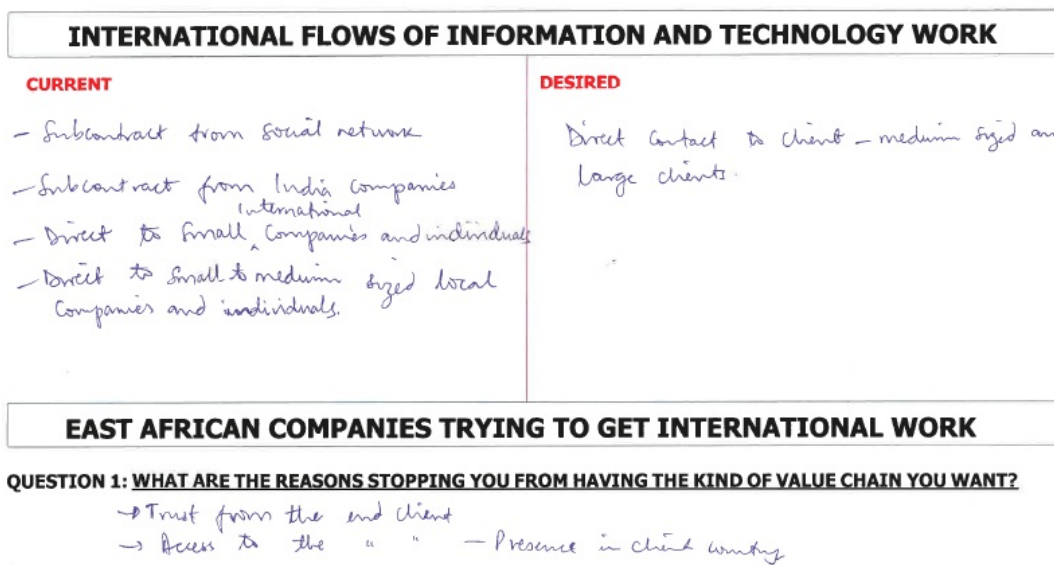 INTERNATIONAL FLOWS OF INFORMATION AND TECHNOLOGY WORK
CURRENT
- Subcontract from social network
- Subcontract from India companies
International
- Direct to small ‸ Companies and individuals
- Direct to small to medium sized local
Companies and individuals.
DESIRED
Direct contact to client - medium sized an
large clients.
EAST AFRICAN COMPANIES TRYING TO GET INTERNATIONAL WORK
QUESTION 1: WHAT ARE THE REASONS STOPPING YOU FROM HAVING THE KIND OF VALUE CHAIN YOU WANT?
→ Trust from the end client
→ Access to the " " - Presence in client country